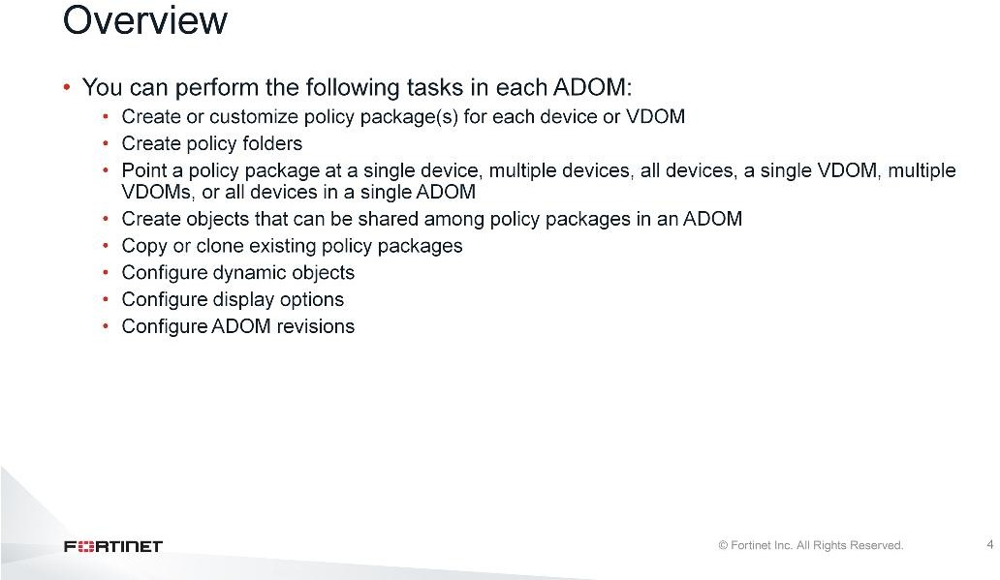 Overview
• You can perform the following tasks in each ADOM:
• Create or customize policy package(s) for each device or VDOM
• Create policy folders
• Point a policy package at a single device, multiple devices, all devices, a single VDOM, multiple
VDOMs, or all devices in a single ADOM
• Create objects that can be shared among policy packages in an ADOM
• Copy or clone existing policy packages
• Configure dynamic objects
• Configure display options
• Configure ADOM revisions
FORTINET
© Fortinet Inc. All Rights Reserved.
4